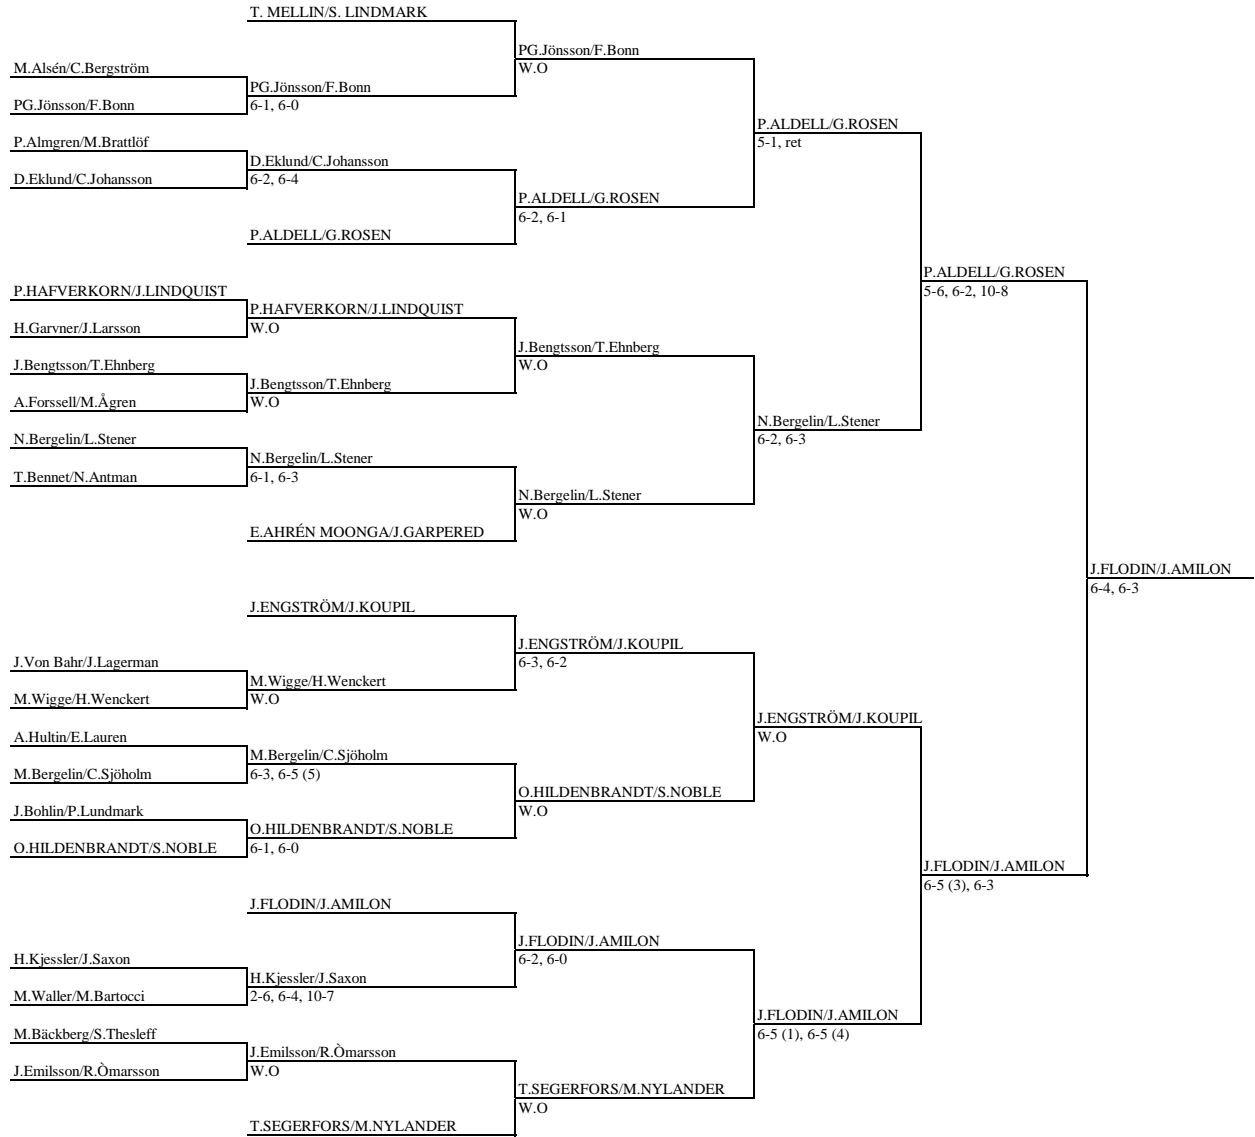 T. MELLIN/S. LINDMARK
PG.Jönsson/F.Bonn
W.O
M.Alsén/C.Bergström
PG.Jönsson/F.Bonn
PG.Jönsson/F.Bonn
6-1, 6-0
P.ALDELL/G.ROSEN
5-1, ret
P.Almgren/M.Brattlöf
D.Eklund/C.Johansson
D.Eklund/C.Johansson
6-2, 6-4
P.ALDELL/G.ROSEN
6-2, 6-1
P.ALDELL/G.ROSEN
P.ALDELL/G.ROSEN
5-6, 6-2, 10-8
P.HAFVERKORN/J.LINDQUIST
P.HAFVERKORN/J.LINDQUIST
H.Garvner/J.Larsson
W.O
J.Bengtsson/T.Ehnberg
W.O
J.Bengtsson/T.Ehnberg
J.Bengtsson/T.Ehnberg
A.Forssell/M.Ågren
W.O
N.Bergelin/L.Stener
6-2, 6-3
N.Bergelin/L.Stener
N.Bergelin/L.Stener
T.Bennet/N.Antman
6-1, 6-3
N.Bergelin/L.Stener
W.O
E.AHRÉN MOONGA/J.GARPERED
J.FLODIN/J.AMILON
6-4, 6-3
J.ENGSTRÖM/J.KOUPIL
J.ENGSTRÖM/J.KOUPIL
6-3, 6-2
J.Von Bahr/J.Lagerman
M.Wigge/H.Wenckert
M.Wigge/H.Wenckert
W.O
J.ENGSTRÖM/J.KOUPIL
W.O
A.Hultin/E.Lauren
M.Bergelin/C.Sjöholm
M.Bergelin/C.Sjöholm
6-3, 6-5 (5)
O.HILDENBRANDT/S.NOBLE
W.O
J.Bohlin/P.Lundmark
O.HILDENBRANDT/S.NOBLE
O.HILDENBRANDT/S.NOBLE
6-1, 6-0
J.FLODIN/J.AMILON
6-5 (3), 6-3
J.FLODIN/J.AMILON
J.FLODIN/J.AMILON
6-2, 6-0
H.Kjessler/J.Saxon
H.Kjessler/J.Saxon
M.Waller/M.Bartocci
2-6, 6-4, 10-7
J.FLODIN/J.AMILON
6-5 (1), 6-5 (4)
M.Bäckberg/S.Thesleff
J.Emilsson/R.Òmarsson
J.Emilsson/R.Òmarsson
W.O
T.SEGERFORS/M.NYLANDER
W.O
T.SEGERFORS/M.NYLANDER